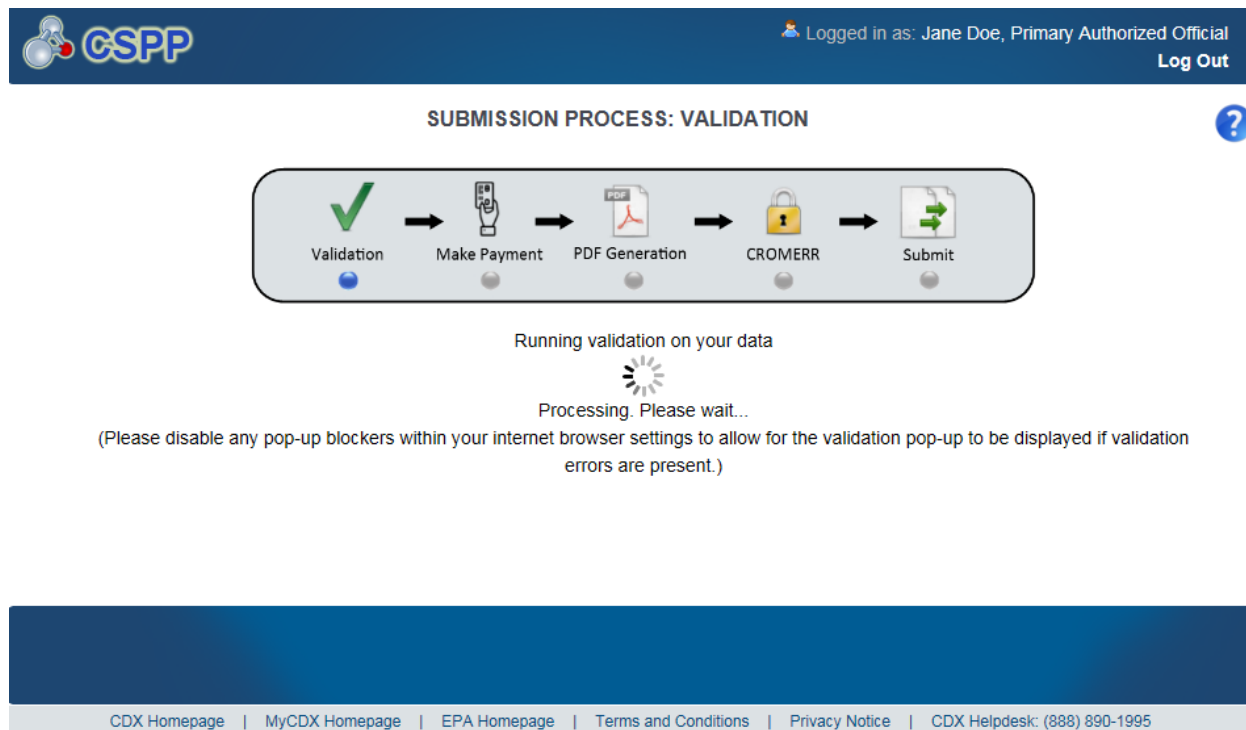 CSPP
Logged in as: Jane Doe, Primary Authorized Official
Log Out
SUBMISSION PROCESS: VALIDATION
?
PDF
Validation
Make Payment
PDF Generation
CROMERR
Submit
Running validation on your data
Processing. Please wait...
(Please disable any pop-up blockers within your internet browser settings to allow for the validation pop-up to be displayed if validation
errors are present.)
CDX Homepage | MyCDX Homepage | EPA Homepage | Terms and Conditions | Privacy Notice | CDX Helpdesk: (888) 890-1995